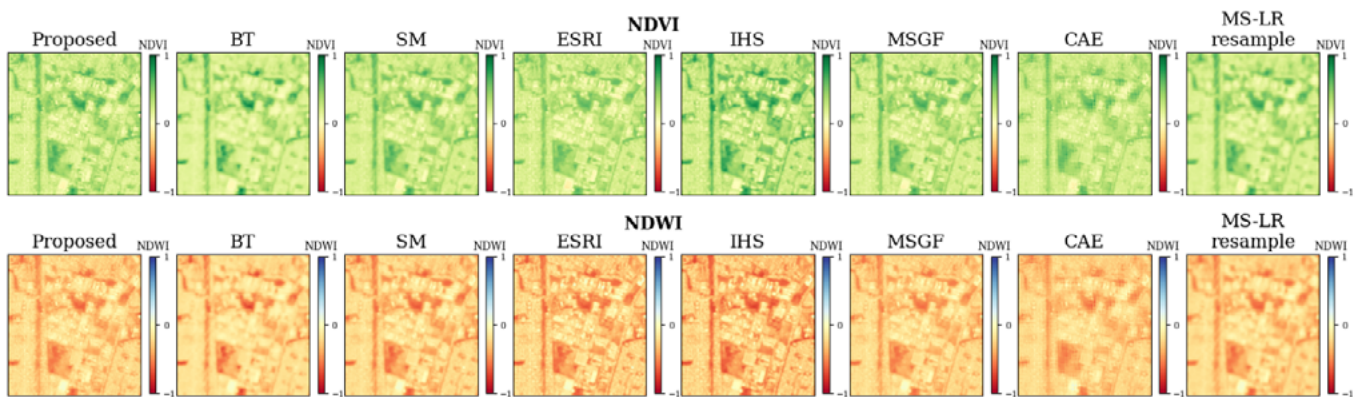 NDVI
Proposed BT SM ESRI IHS MSGF CAE MS-LR resample
NDVI NDVI NDVI NDVI NDVI NDVI NDVI NDVI
1 1 1 1 1 1 1 1
0 0 0 0 0 0 0 0
−1 −1 −1 −1 −1 −1 −1 −1
NDWI
Proposed BT SM ESRI IHS MSGF CAE MS-LR resample
NDWI NDWI NDWI NDWI NDWI NDWI NDWI NDWI
1 1 1 1 1 1 1 1
0 0 0 0 0 0 0 0
−1 −1 −1 −1 −1 −1 −1 −1